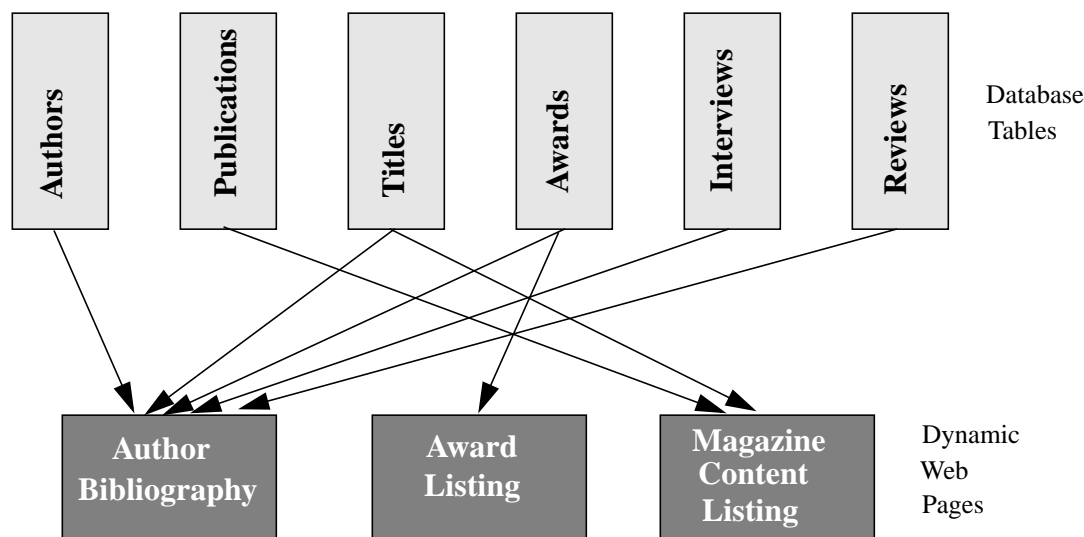 Authors
Publications
Titles
Awards
Interviews
Reviews
Database
Tables
Author
Bibliography
Award
Listing
Magazine
Content
Listing
Dynamic
Web
Pages